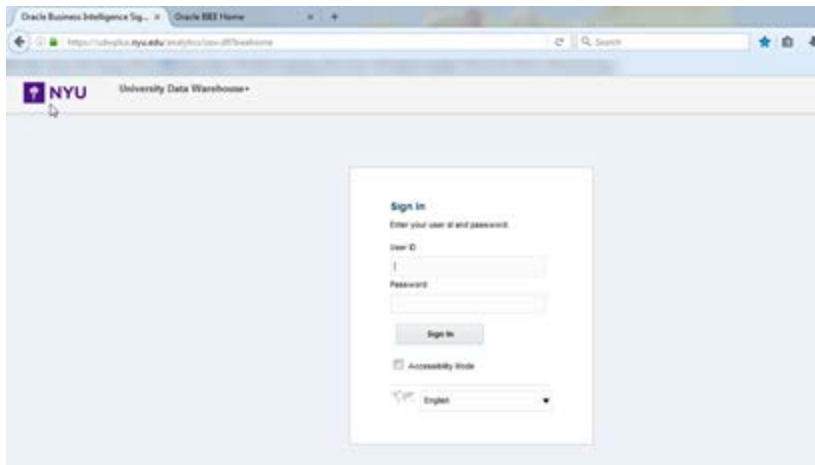 Oracle Business Intelligence Sig... × Oracle BIEE Home × +
Search
NYU University Data Warehouse+
Sign In
Enter your user id and password.
User ID
Password
Sign In
Accessibility Mode
English